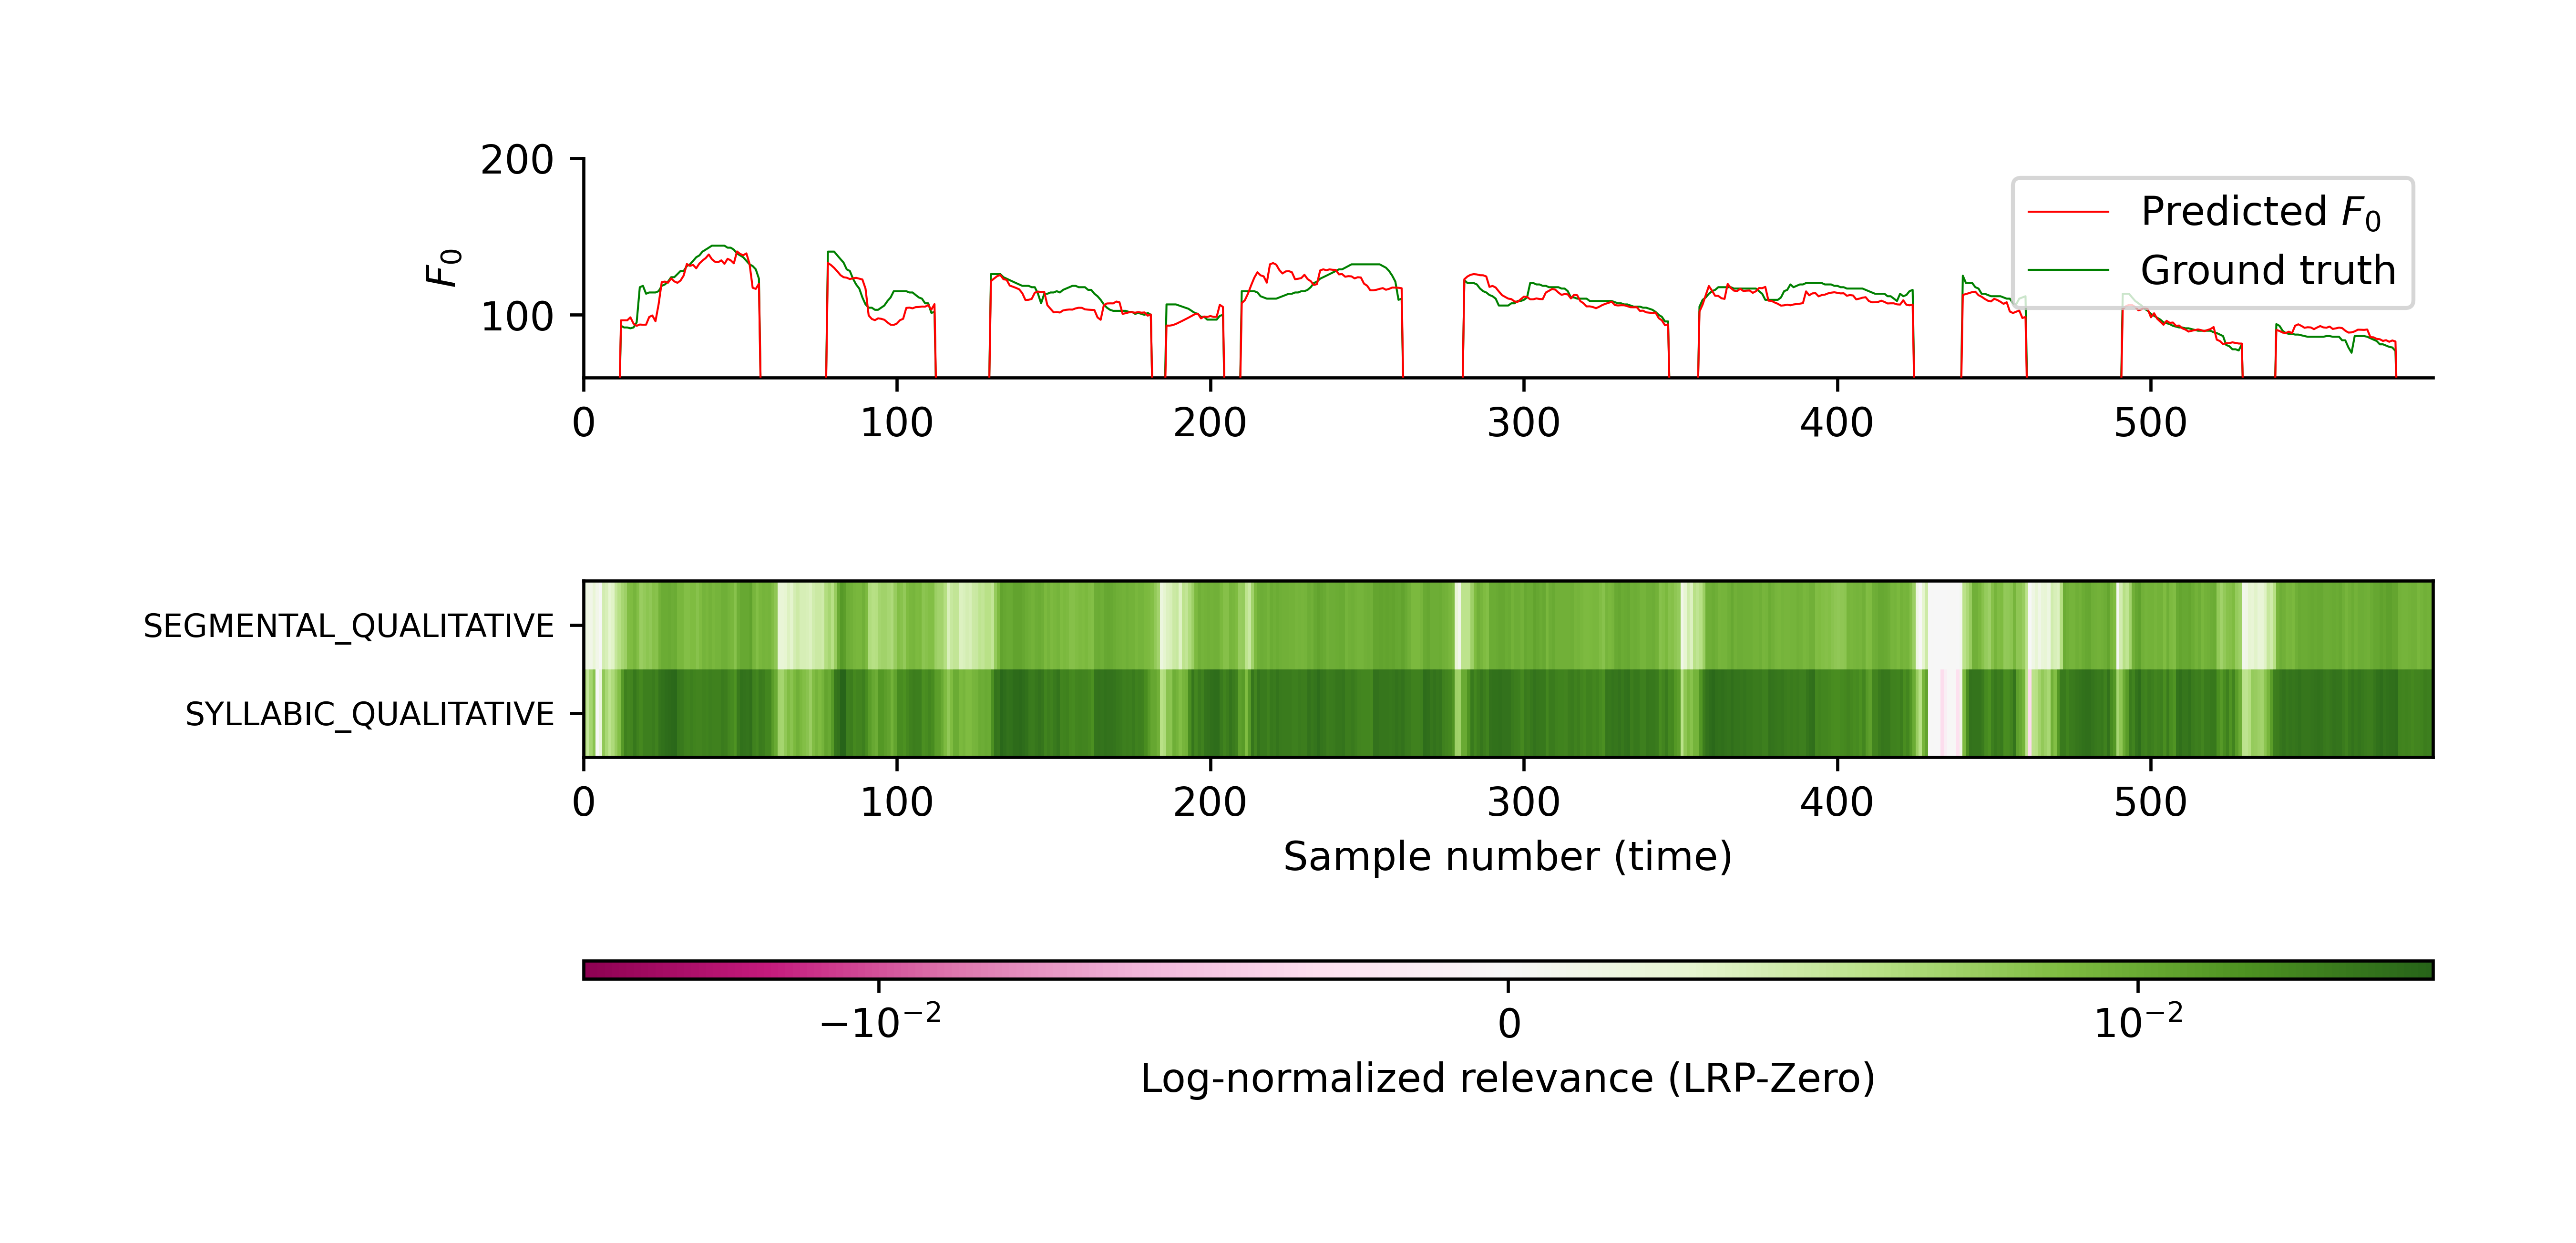 200
100
F₀
Predicted F₀
Ground truth
0 100 200 300 400 500
SEGMENTAL_QUALITATIVE
SYLLABIC_QUALITATIVE
0 100 200 300 400 500
Sample number (time)
−10⁻² 0 10⁻²
Log-normalized relevance (LRP-Zero)